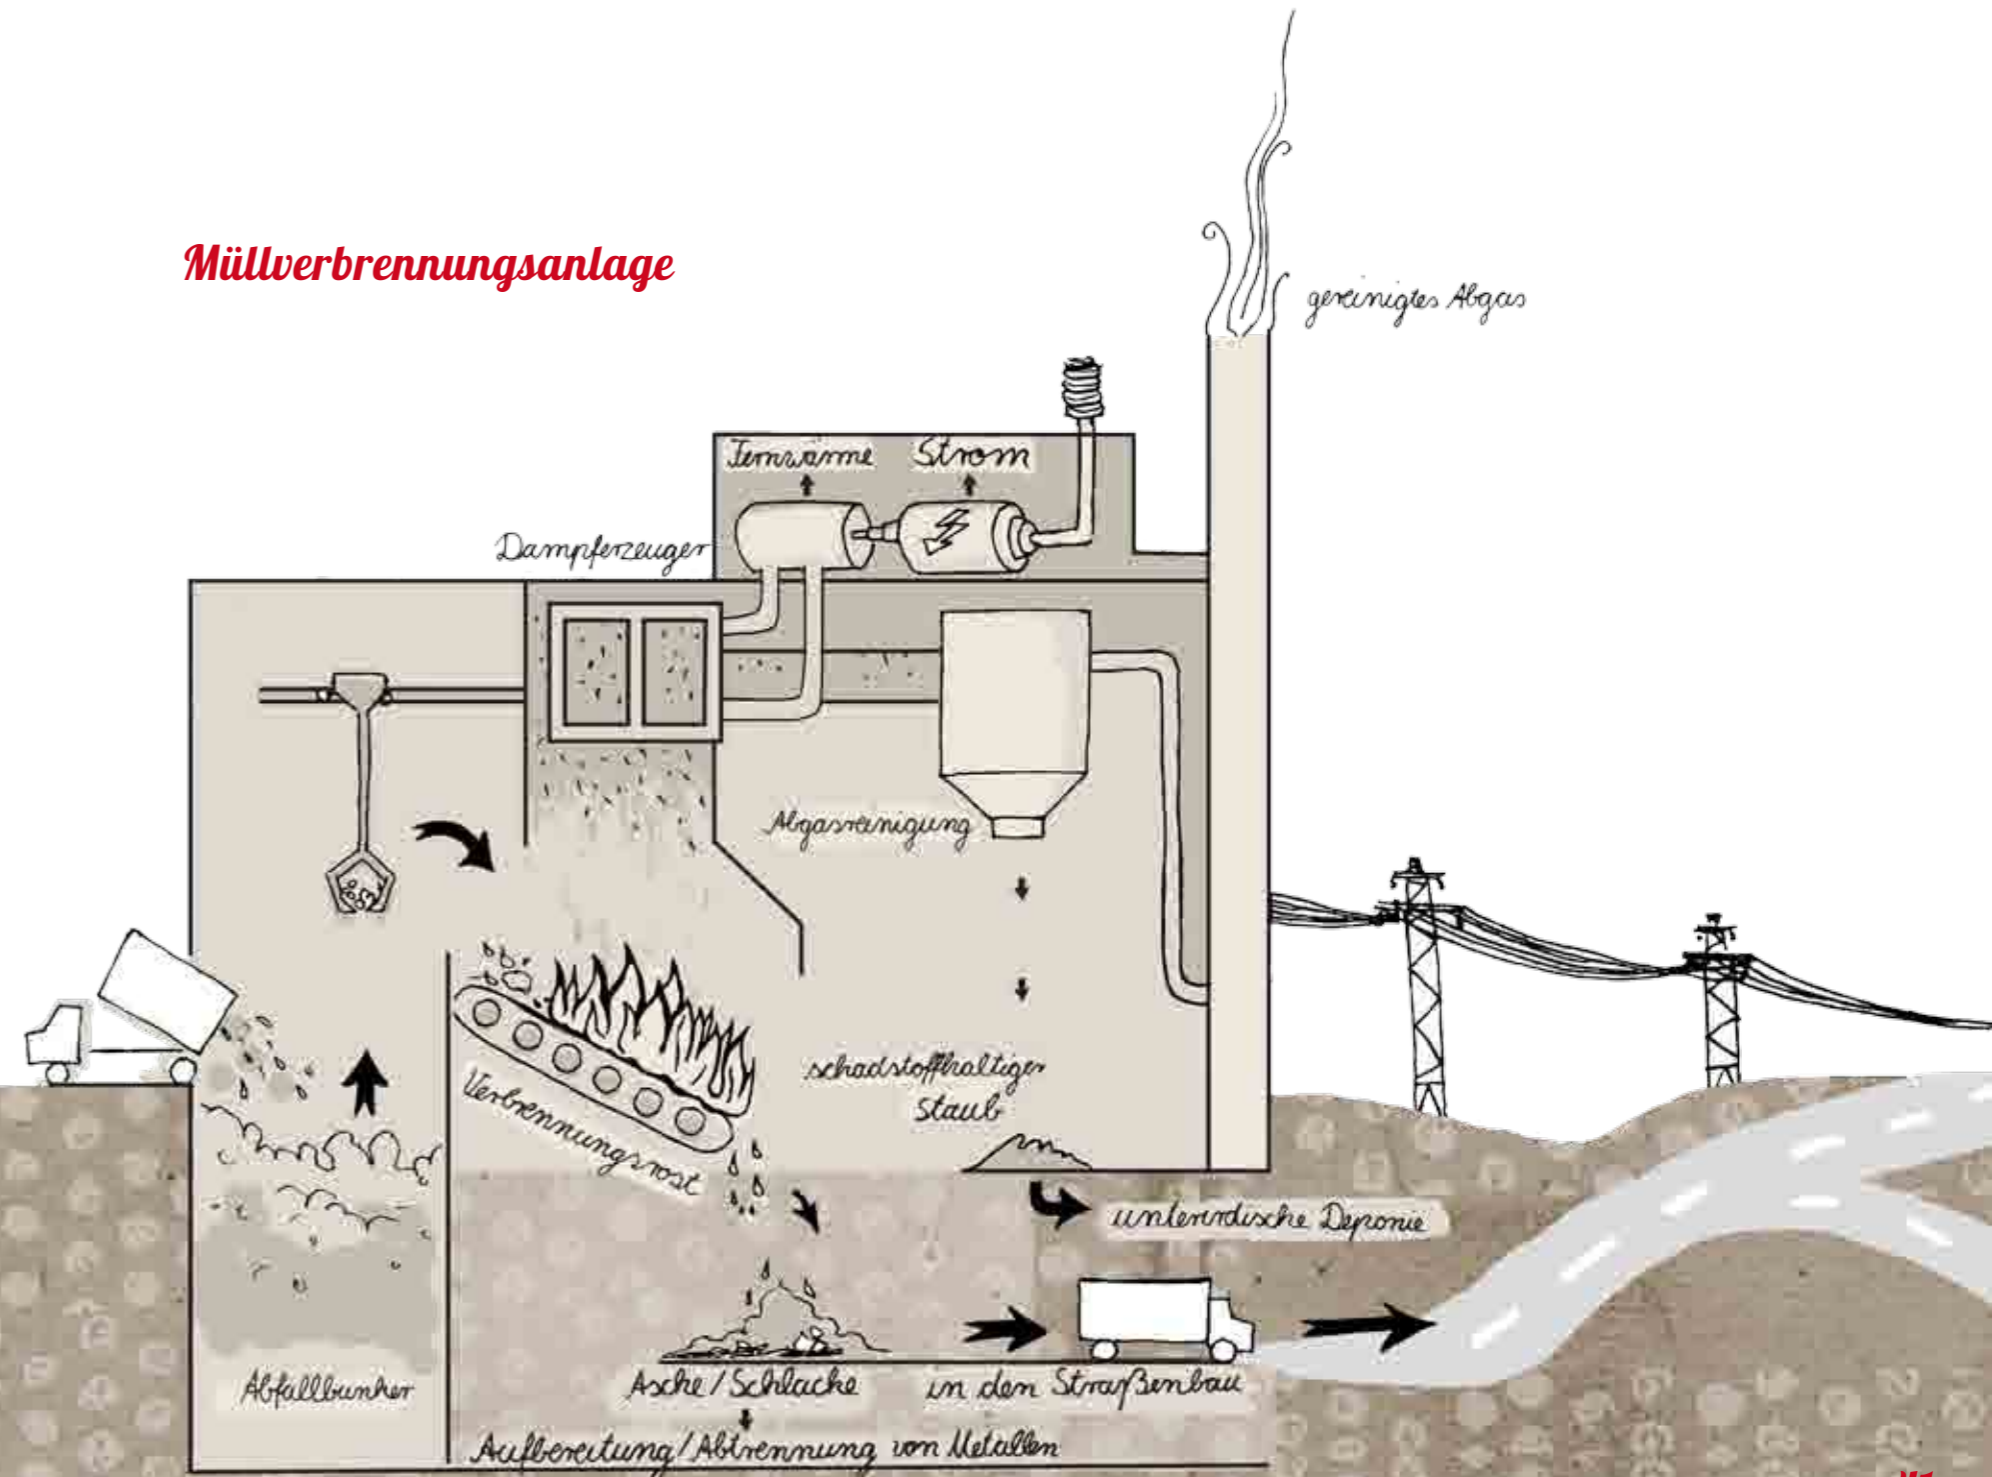 Müllverbrennungsanlage
gereinigtes Abgas
Fernwärme
Strom
Dampferzeuger
Abgasreinigung
schadstoffhaltiger
Staub
Verbrennungsrost
unterirdische Deponie
Abfallbunker
Asche/Schlacke
in den Straßenbau
Aufbereitung/Abtrennung von Metallen